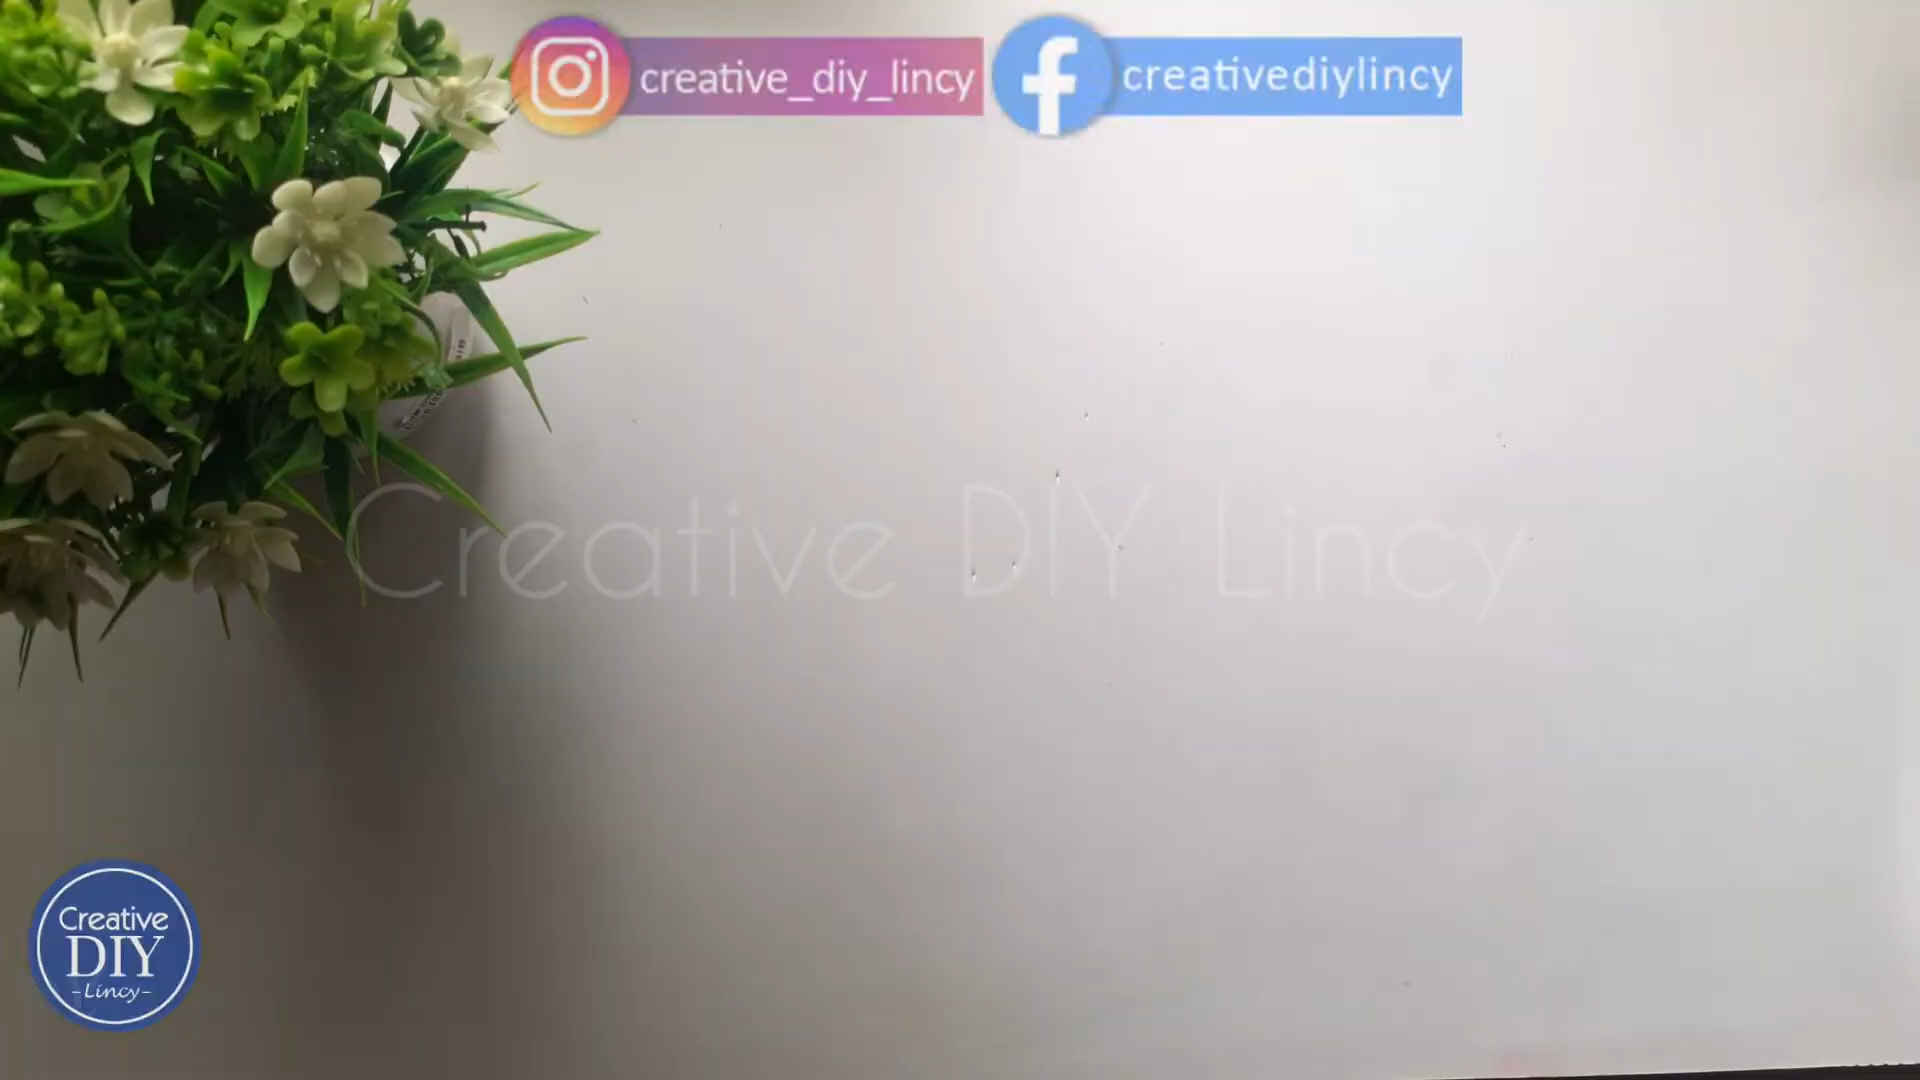 creative_diy_lincy
creativediylincy
Creative DIY Lincy
Creative
DIY
-Lincy-